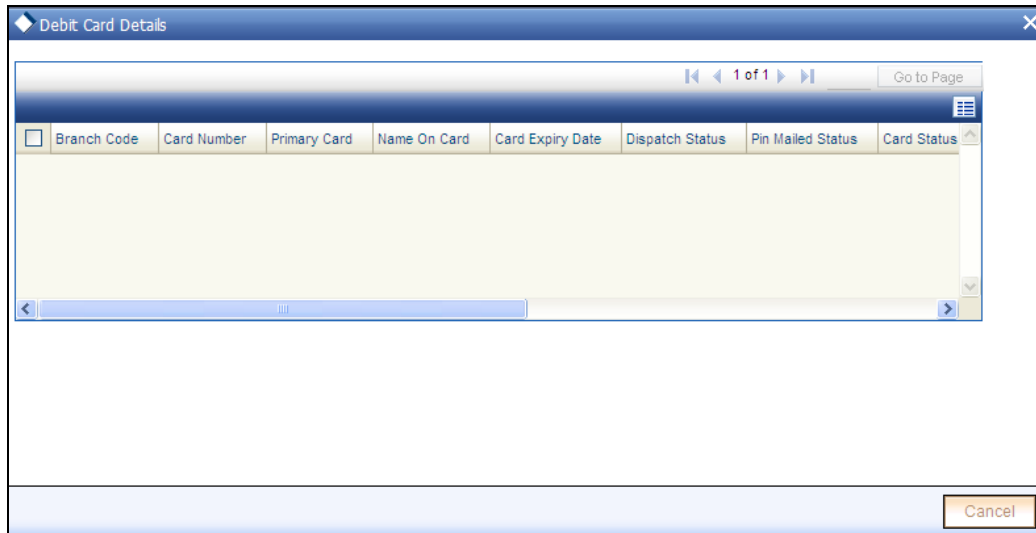 Debit Card Details
1 of 1 Go to Page
Branch Code Card Number Primary Card Name On Card Card Expiry Date Dispatch Status Pin Mailed Status Card Status
Cancel